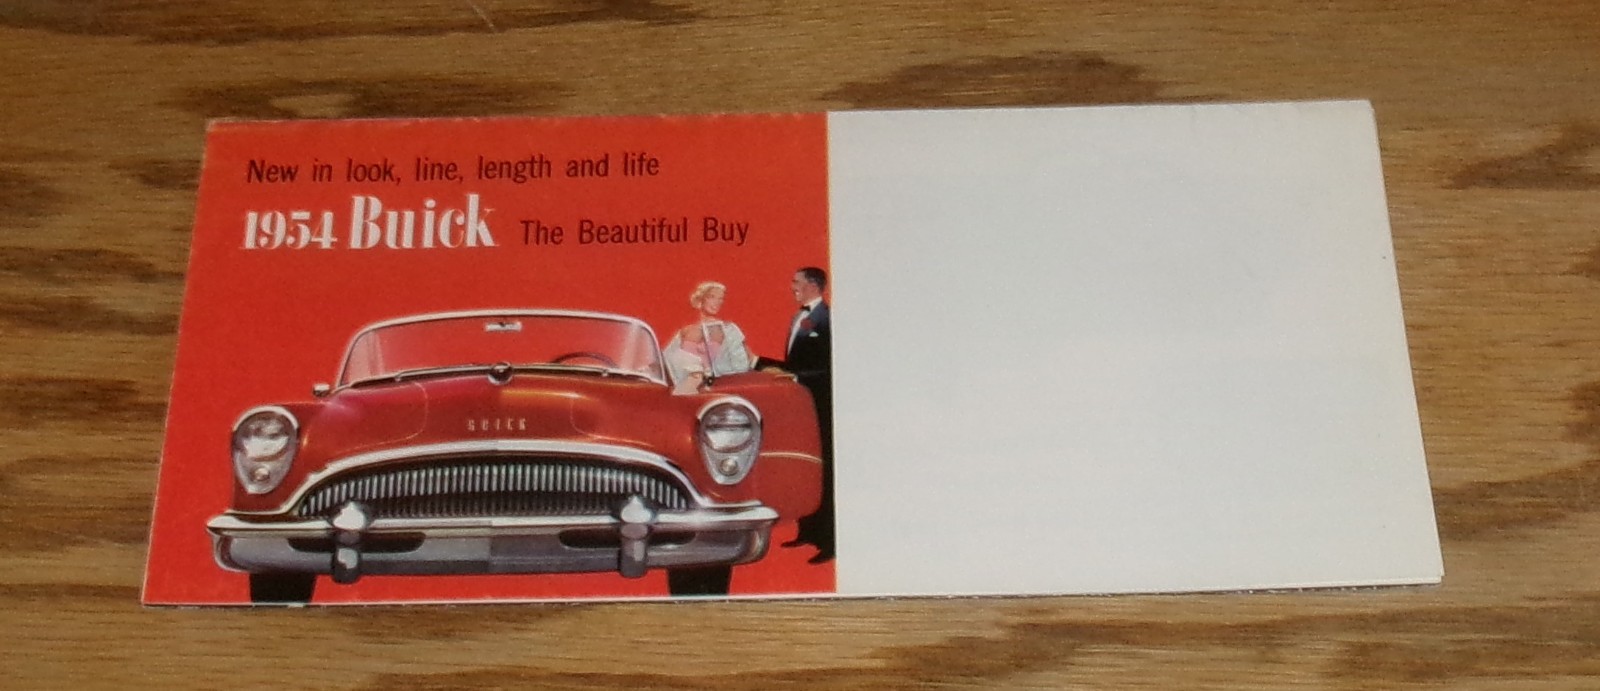 New in look, line, length and life
1954 Buick The Beautiful Buy
BUICK